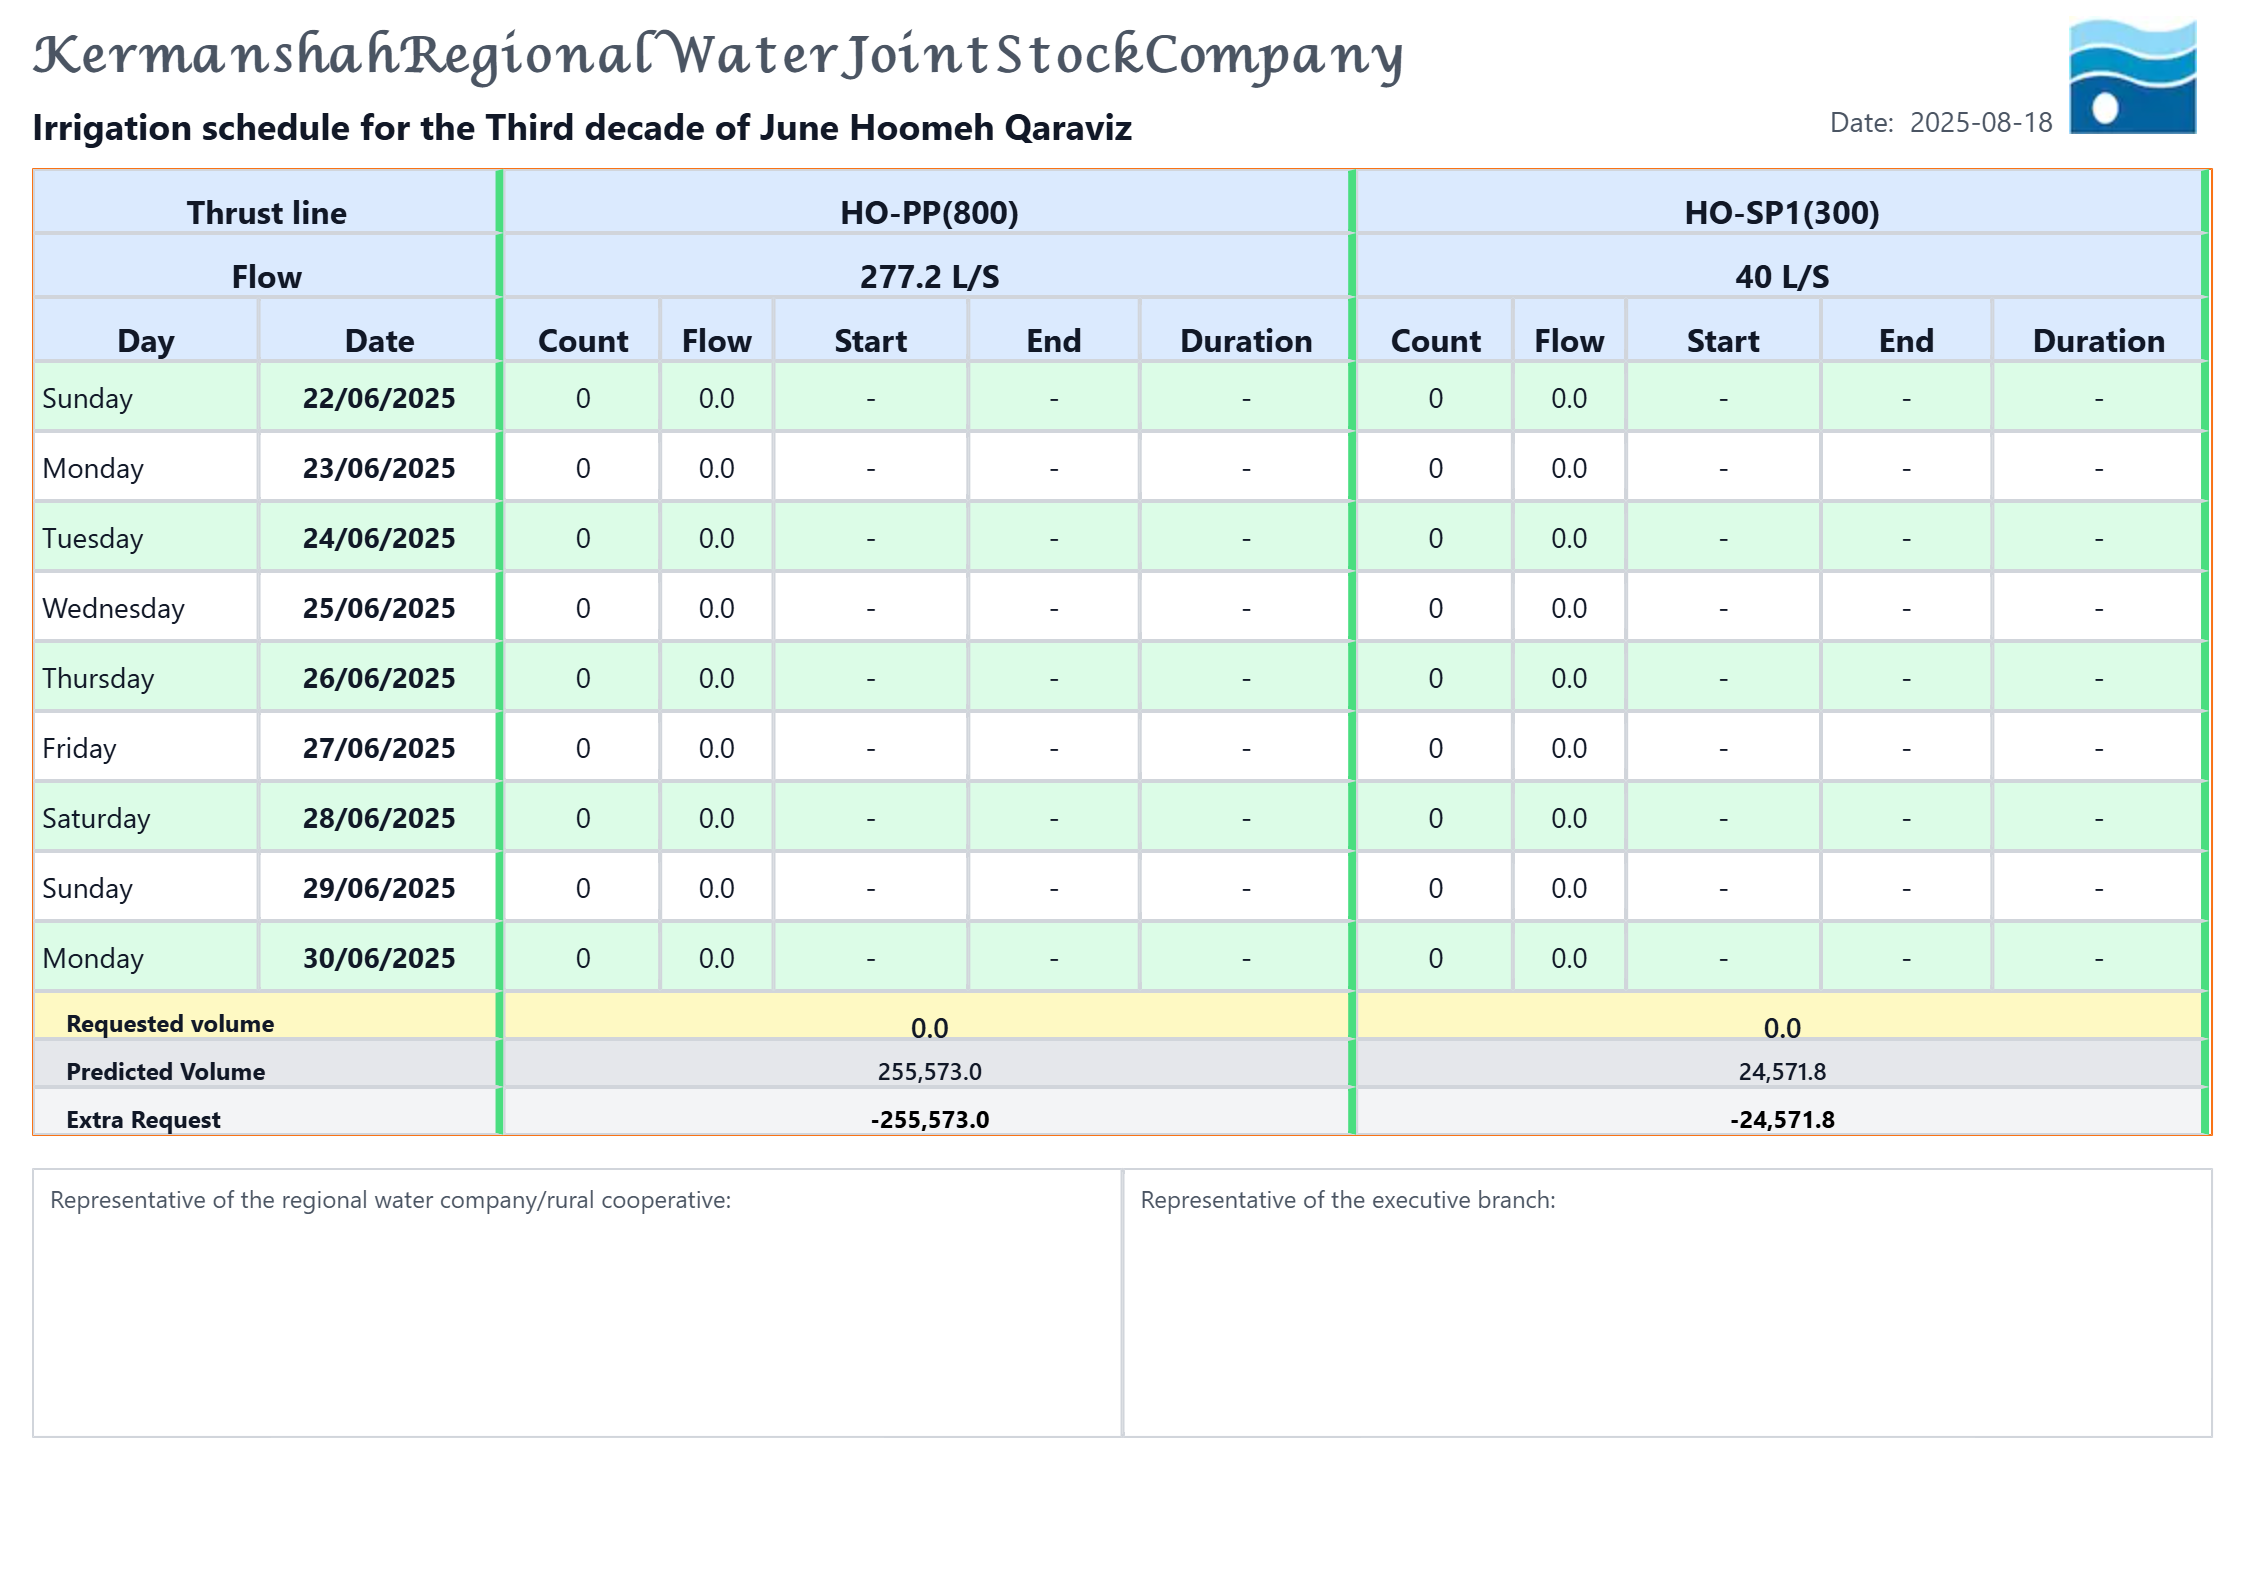 KermanshahRegionalWaterJointStockCompany
Irrigation schedule for the Third decade of June Hoomeh Qaraviz
Date: 2025-08-18
Thrust line HO-PP(800) HO-SP1(300)
Flow 277.2 L/S 40 L/S
Day Date Count Flow Start End Duration Count Flow Start End Duration
Sunday 22/06/2025 0 0.0 - - - 0 0.0 - - -
Monday 23/06/2025 0 0.0 - - - 0 0.0 - - -
Tuesday 24/06/2025 0 0.0 - - - 0 0.0 - - -
Wednesday 25/06/2025 0 0.0 - - - 0 0.0 - - -
Thursday 26/06/2025 0 0.0 - - - 0 0.0 - - -
Friday 27/06/2025 0 0.0 - - - 0 0.0 - - -
Saturday 28/06/2025 0 0.0 - - - 0 0.0 - - -
Sunday 29/06/2025 0 0.0 - - - 0 0.0 - - -
Monday 30/06/2025 0 0.0 - - - 0 0.0 - - -
Requested volume 0.0 0.0
Predicted Volume 255,573.0 24,571.8
Extra Request -255,573.0 -24,571.8
Representative of the regional water company/rural cooperative:
Representative of the executive branch: